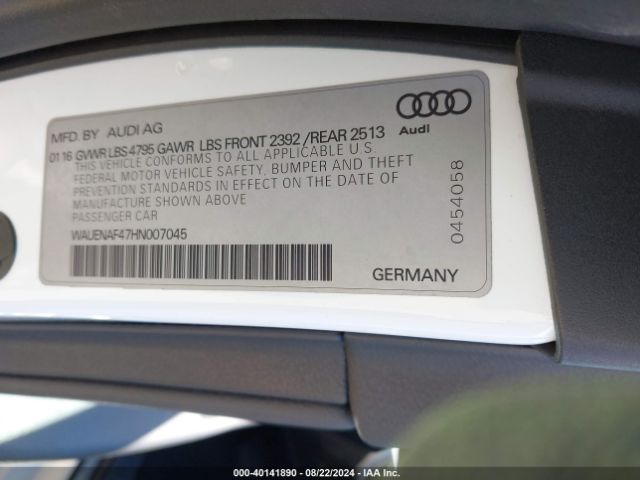 MFD. BY AUDI AG
0116 GVWR LBS 4795 GAWR LBS FRONT 2392 /REAR 2513
THIS VEHICLE CONFORMS TO ALL APPLICABLE U.S.
FEDERAL MOTOR VEHICLE SAFETY, BUMPER AND THEFT
PREVENTION STANDARDS IN EFFECT ON THE DATE OF
MANUFACTURE SHOWN ABOVE
PASSENGER CAR
WAUENAF47HN007045
Audi
0454058
GERMANY
000-40141890 - 08/22/2024 - IAA Inc.